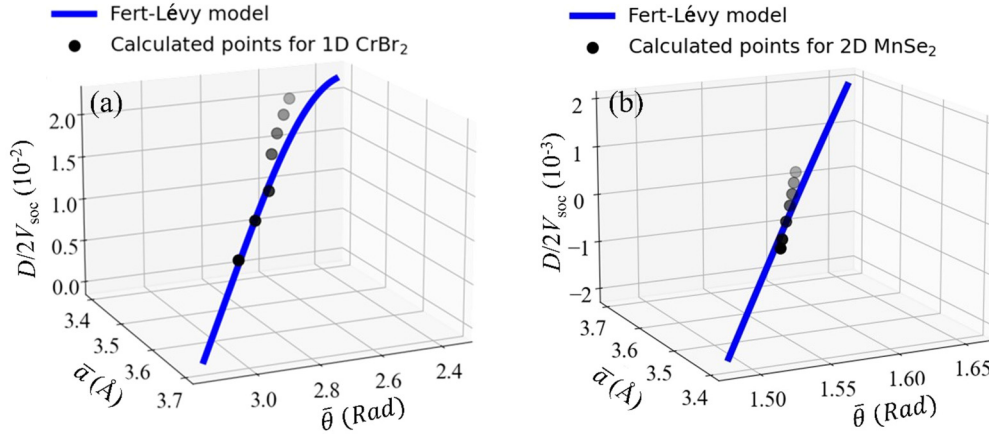 Fert-Lévy model
Calculated points for 1D CrBr₂
(a)
D/2V_soc (10⁻²)
2.0
1.5
1.0
0.5
0.0
3.4
3.5
3.6
3.7
ā (Å)
3.0
2.8
2.6
2.4
θ̄ (Rad)
Fert-Lévy model
Calculated points for 2D MnSe₂
(b)
D/2V_soc (10⁻³)
2
1
0
−1
−2
3.7
3.6
3.5
3.4
ā (Å)
1.50
1.55
1.60
1.65
θ̄ (Rad)